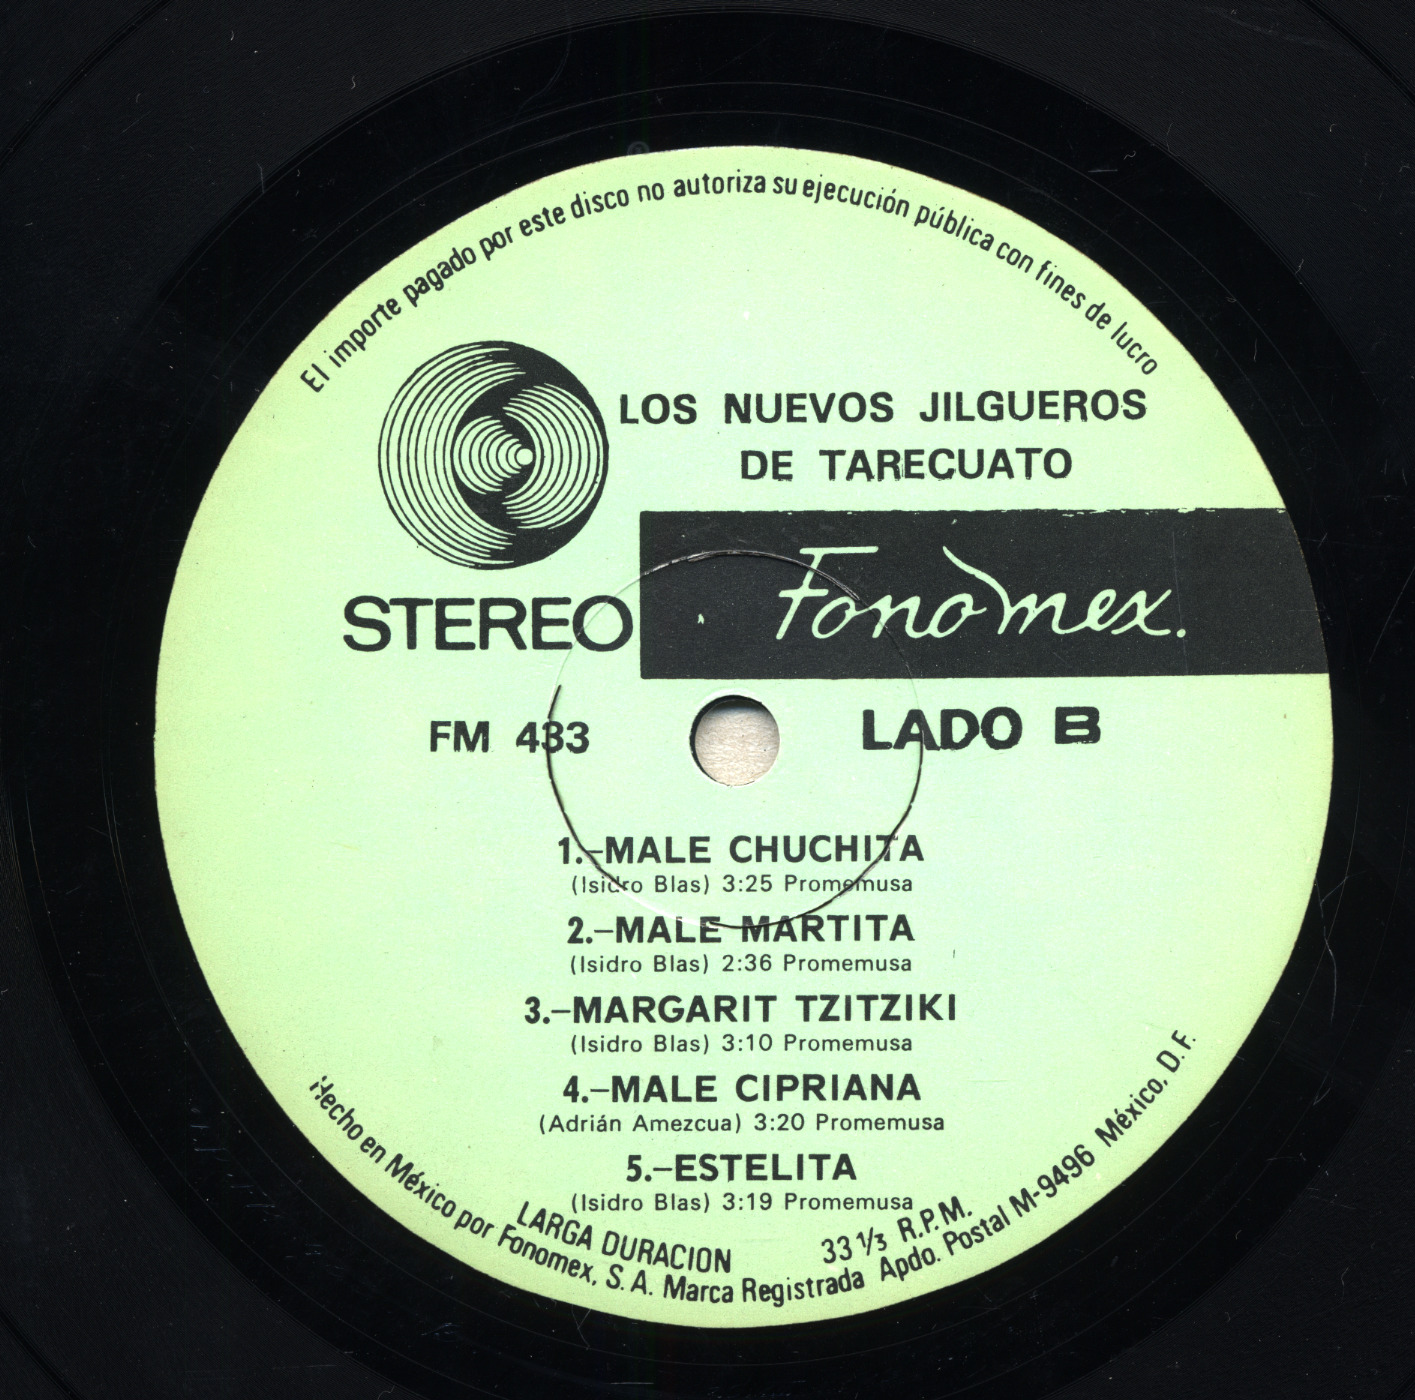 El importe pagado por este disco no autoriza su ejecución pública con fines de lucro
LOS NUEVOS JILGUEROS
DE TARECUATO
STEREO
Fonomex.
FM 433
LADO B
1.-MALE CHUCHITA
(Isidro Blas) 3:25 Promemusa
2.-MALE MARTITA
(Isidro Blas) 2:36 Promemusa
3.-MARGARIT TZITZIKI
(Isidro Blas) 3:10 Promemusa
4.-MALE CIPRIANA
(Adrián Amezcua) 3:20 Promemusa
5.-ESTELITA
(Isidro Blas) 3:19 Promemusa
LARGA DURACION
33 1/3 R.P.M.
Hecho en México por Fonomex, S.A. Marca Registrada Apdo. Postal M-9496 México, D.F.